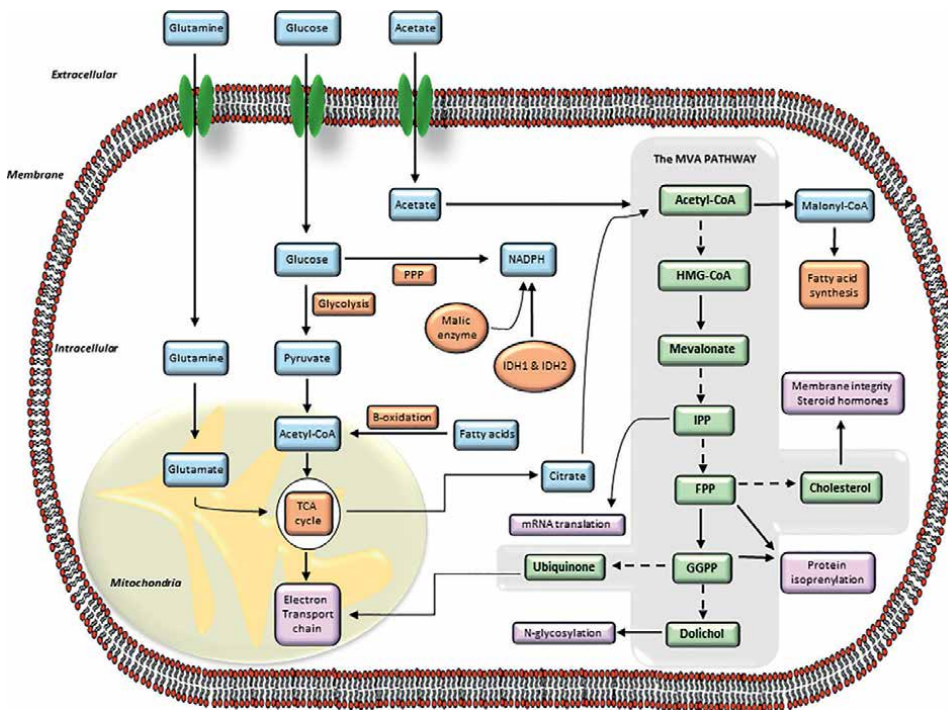 Glutamine
Glucose
Acetate
Extracellular
Membrane
The MVA PATHWAY
Acetate
Acetyl-CoA
Malonyl-CoA
Glucose
NADPH
PPP
HMG-CoA
Fatty acid
synthesis
Glycolysis
Malic
enzyme
Intracellular
Glutamine
Pyruvate
IDH1 & IDH2
Mevalonate
Membrane integrity
Steroid hormones
B-oxidation
Acetyl-CoA
Fatty acids
IPP
Glutamate
Citrate
FPP
Cholesterol
TCA
cycle
mRNA translation
Mitochondria
Ubiquinone
GGPP
Protein
isoprenylation
Electron
Transport
chain
N-glycosylation
Dolichol